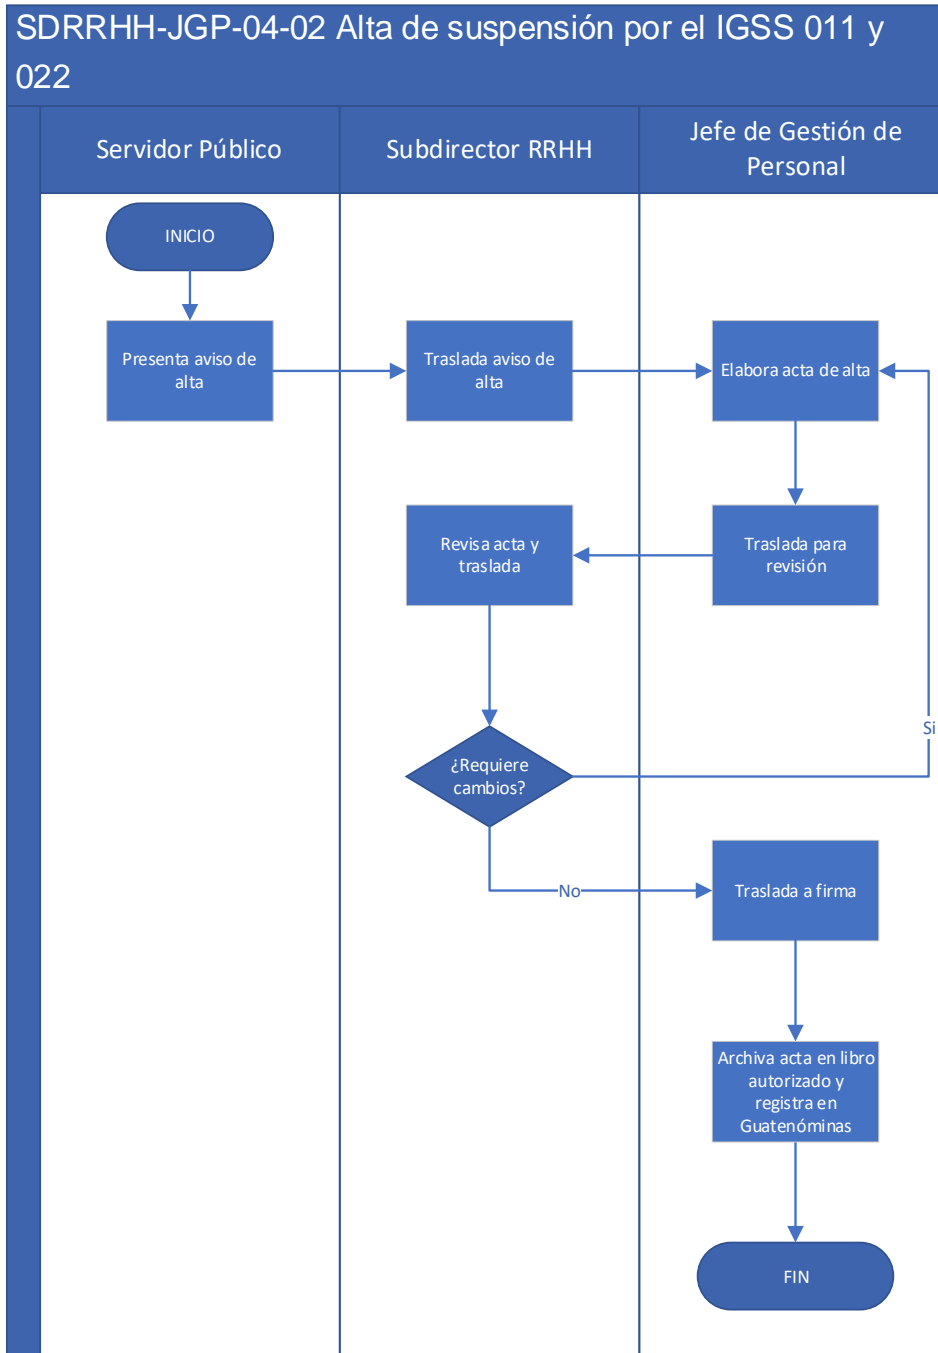 SDRRHH-JGP-04-02 Alta de suspensión por el IGSS 011 y
022
Servidor Público
Subdirector RRHH
Jefe de Gestión de
Personal
INICIO
Presenta aviso de
alta
Traslada aviso de
alta
Elabora acta de alta
Revisa acta y
traslada
Traslada para
revisión
Si
¿Requiere
cambios?
No
Traslada a firma
Archiva acta en libro
autorizado y
registra en
Guatenóminas
FIN